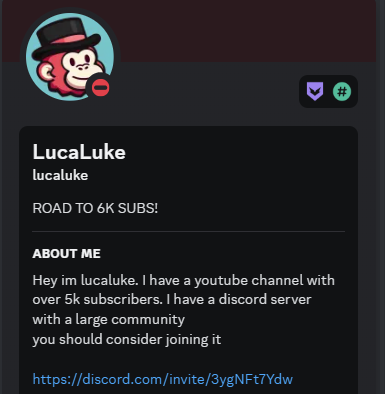 LucaLuke
lucaluke
ROAD TO 6K SUBS!
ABOUT ME
Hey im lucaluke. I have a youtube channel with
over 5k subscribers. I have a discord server
with a large community
you should consider joining it
https://discord.com/invite/3ygNFt7Ydw